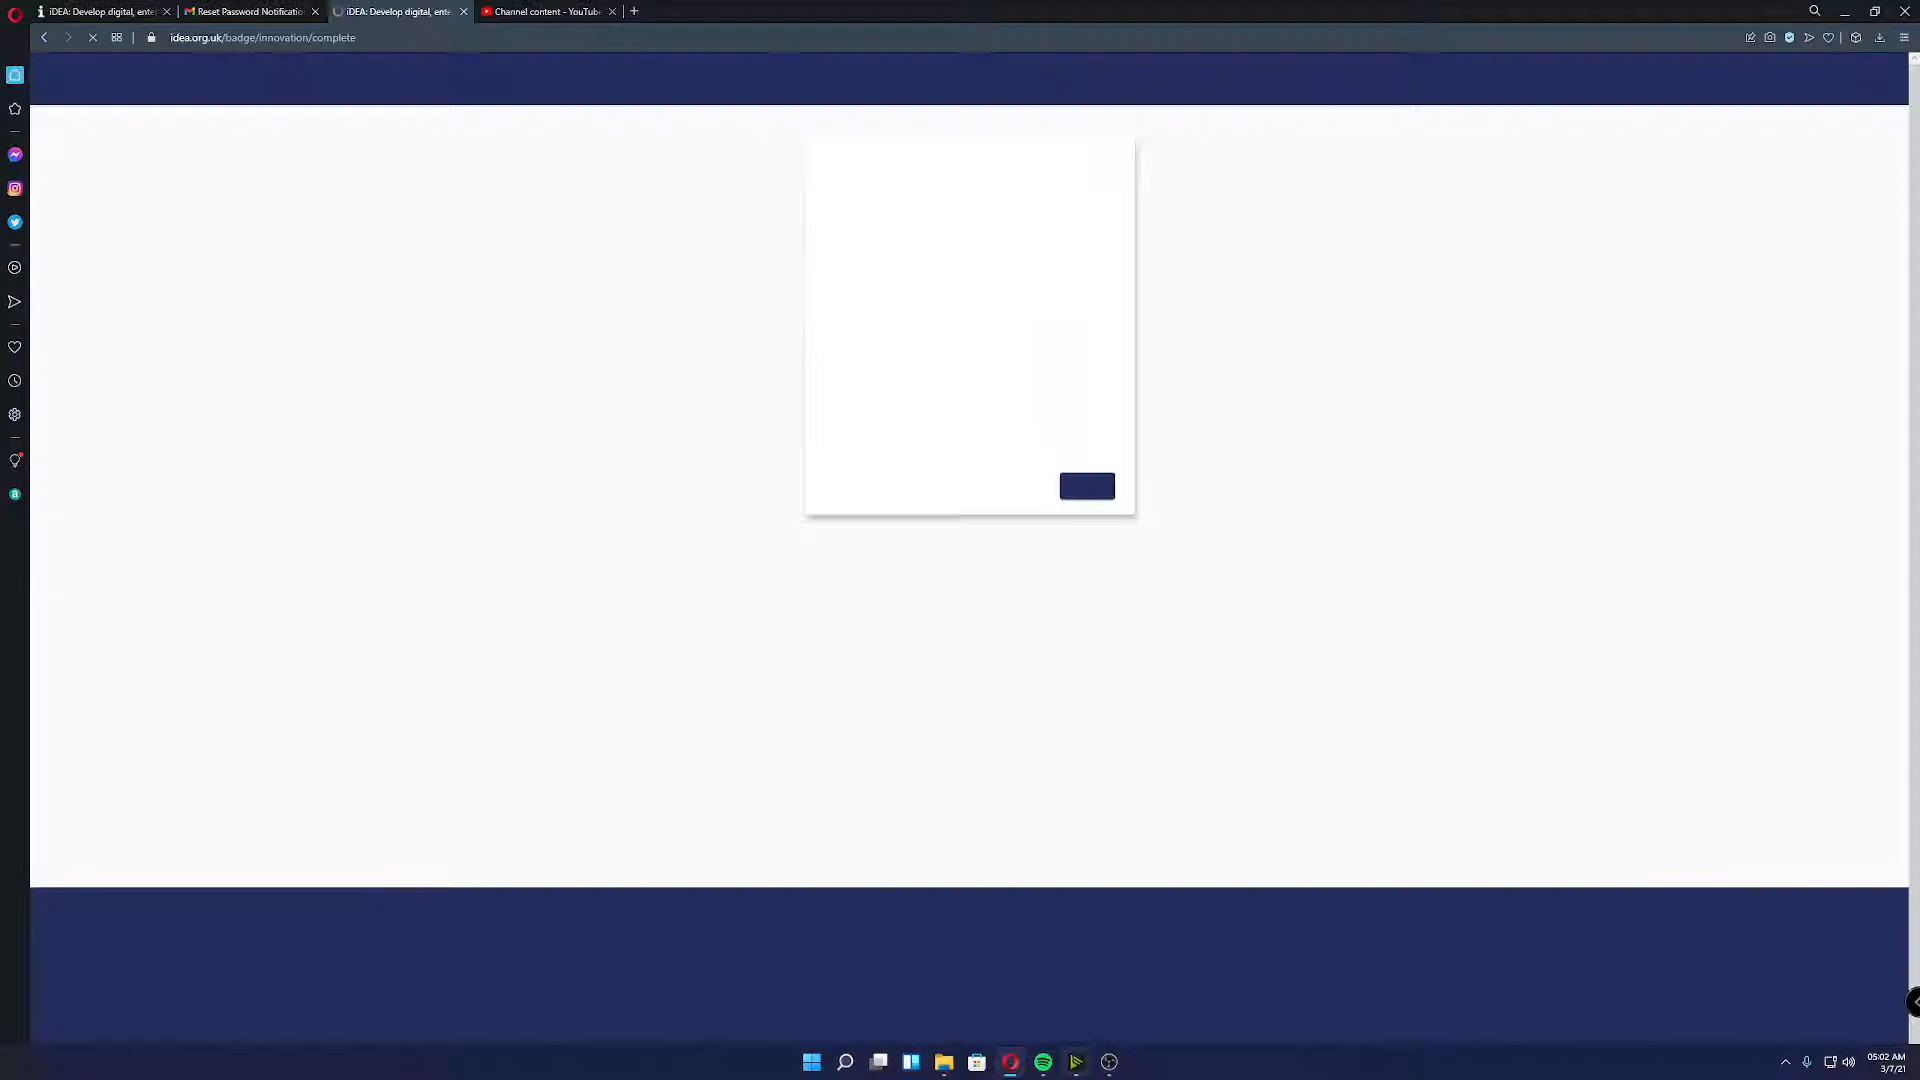 iDEA: Develop digital, ente
Reset Password Notificatio
iDEA: Develop digital, ente
Channel content - YouTube
idea.org.uk/badge/innovation/complete
05:02 AM
3/7/21